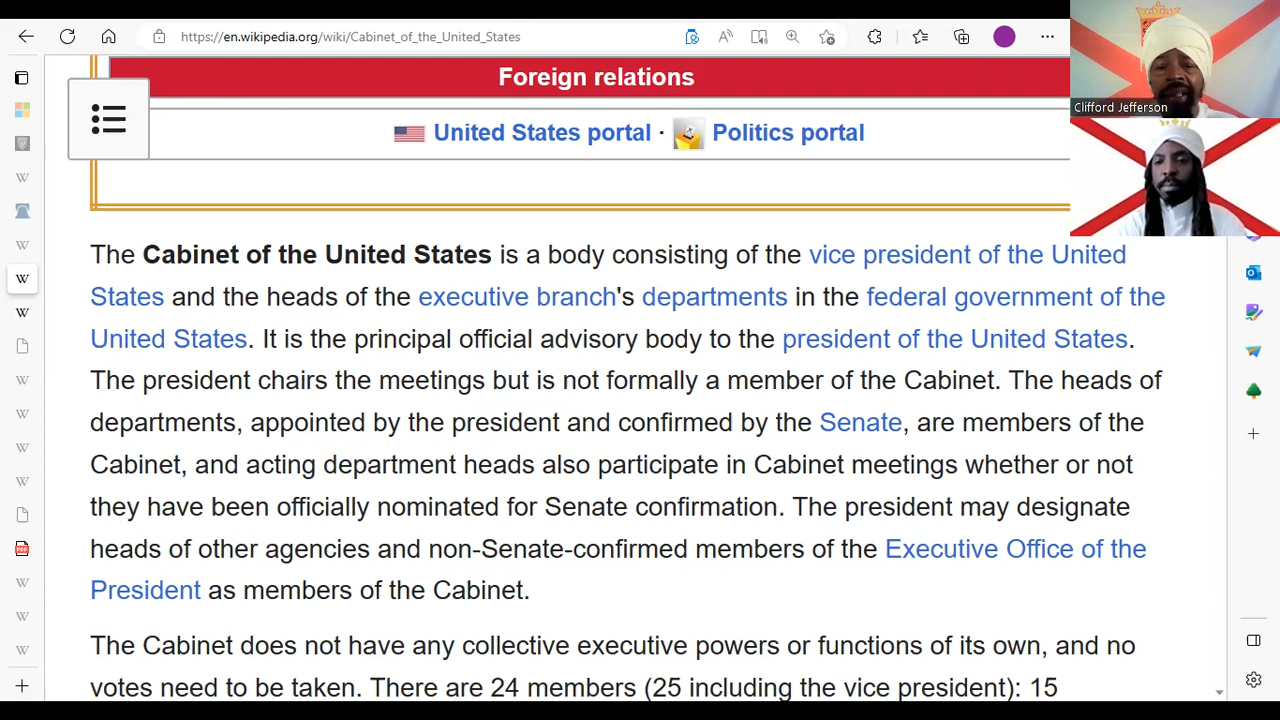 https://en.wikipedia.org/wiki/Cabinet_of_the_United_States
Clifford Jefferson
Foreign relations
United States portal · Politics portal
The Cabinet of the United States is a body consisting of the vice president of the United
States and the heads of the executive branch's departments in the federal government of the
United States. It is the principal official advisory body to the president of the United States.
The president chairs the meetings but is not formally a member of the Cabinet. The heads of
departments, appointed by the president and confirmed by the Senate, are members of the
Cabinet, and acting department heads also participate in Cabinet meetings whether or not
they have been officially nominated for Senate confirmation. The president may designate
heads of other agencies and non-Senate-confirmed members of the Executive Office of the
President as members of the Cabinet.
The Cabinet does not have any collective executive powers or functions of its own, and no
votes need to be taken. There are 24 members (25 including the vice president): 15